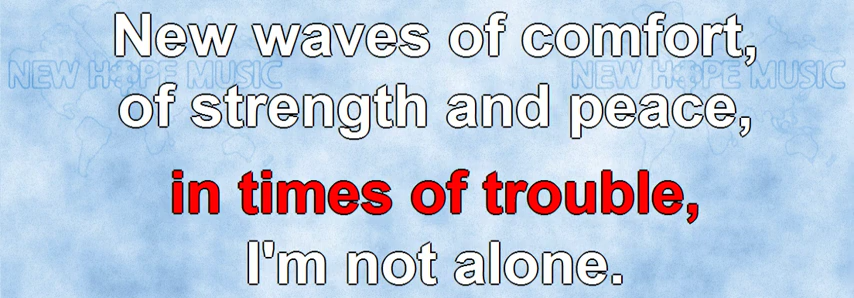 New waves of comfort,
NEW HOPE MUSIC NEW HOPE MUSIC
of strength and peace,
in times of trouble,
I'm not alone.